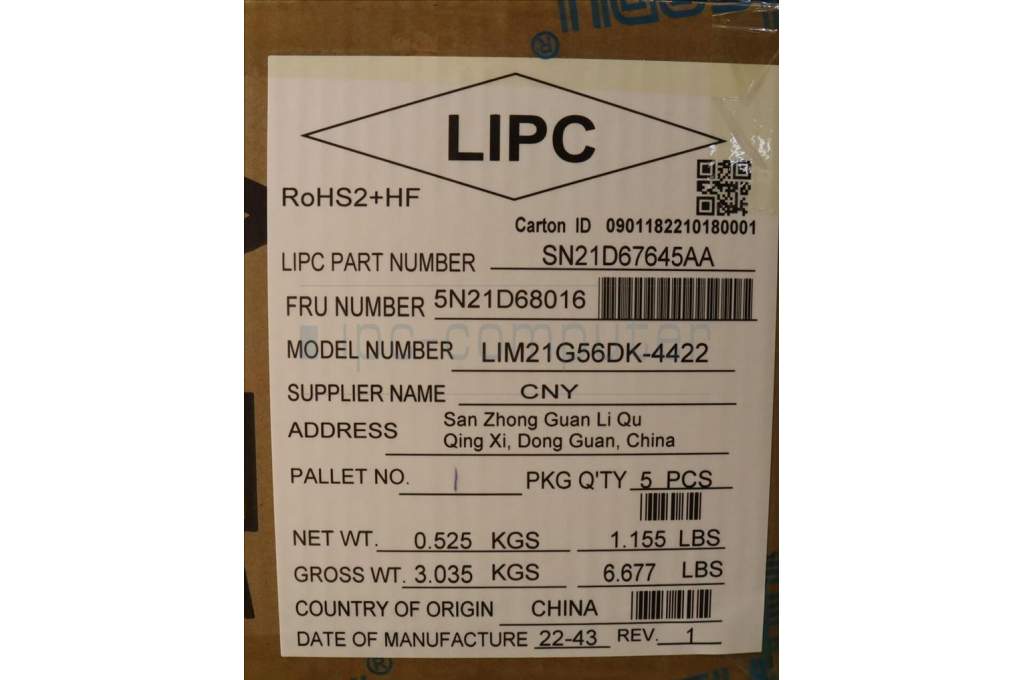 LIPC
RoHS2+HF
Carton ID 0901182210180001
LIPC PART NUMBER SN21D67645AA
FRU NUMBER 5N21D68016
ipc-computer
MODEL NUMBER LIM21G56DK-4422
SUPPLIER NAME CNY
ADDRESS San Zhong Guan Li Qu
Qing Xi, Dong Guan, China
PALLET NO. 1 PKG Q'TY 5 PCS
NET WT. 0.525 KGS 1.155 LBS
GROSS WT. 3.035 KGS 6.677 LBS
COUNTRY OF ORIGIN CHINA
DATE OF MANUFACTURE 22-43 REV. 1